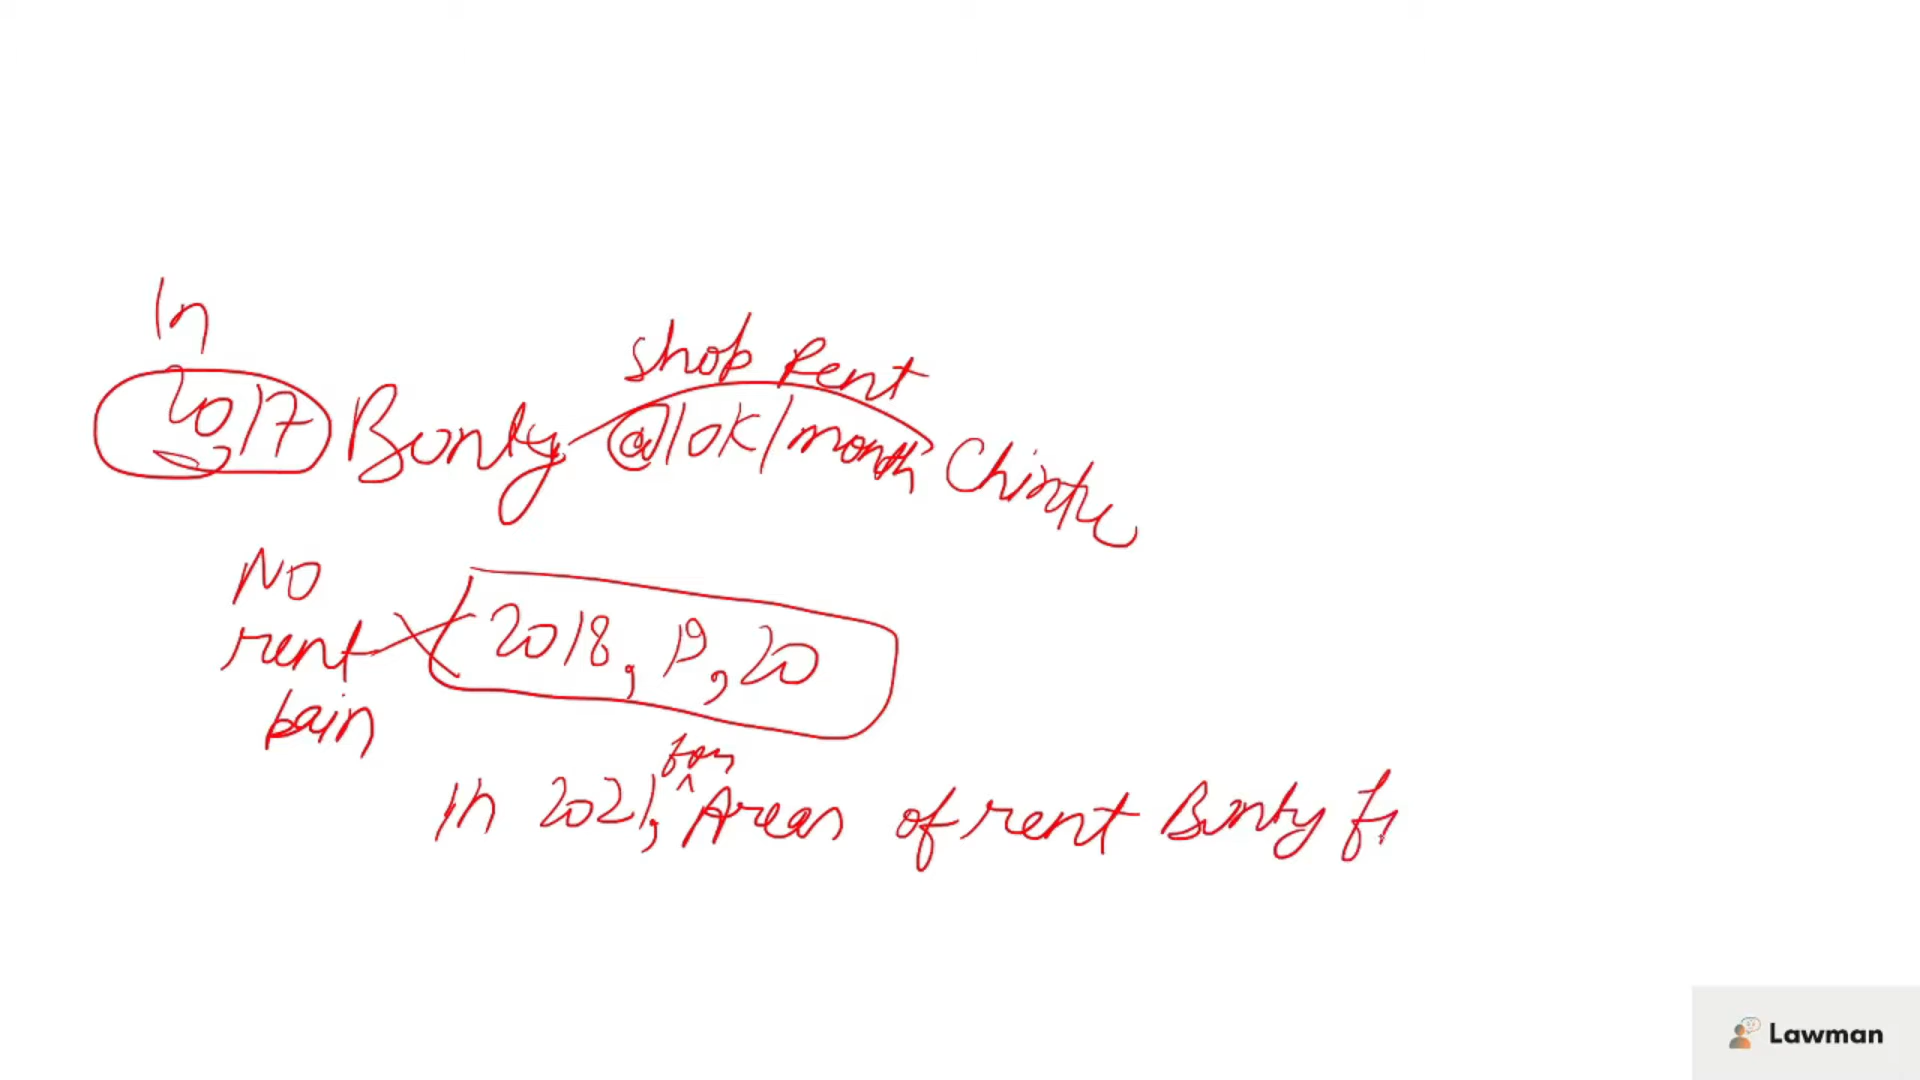 In
shop Rent
2017 Bunty @10K/month Chintu
No
rent 2018, 19, 20
pain
for
In 2021, Areas of rent Bunty f
Lawman